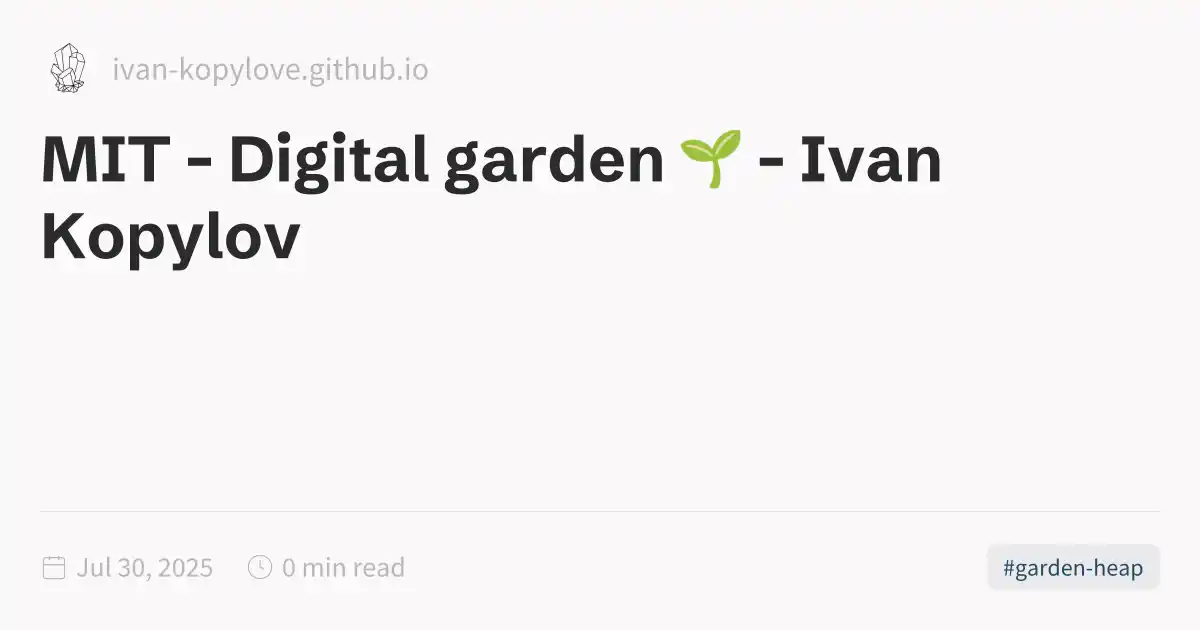 ivan-kopylove.github.io
MIT - Digital garden 🌱 - Ivan
Kopylov
Jul 30, 2025 0 min read #garden-heap